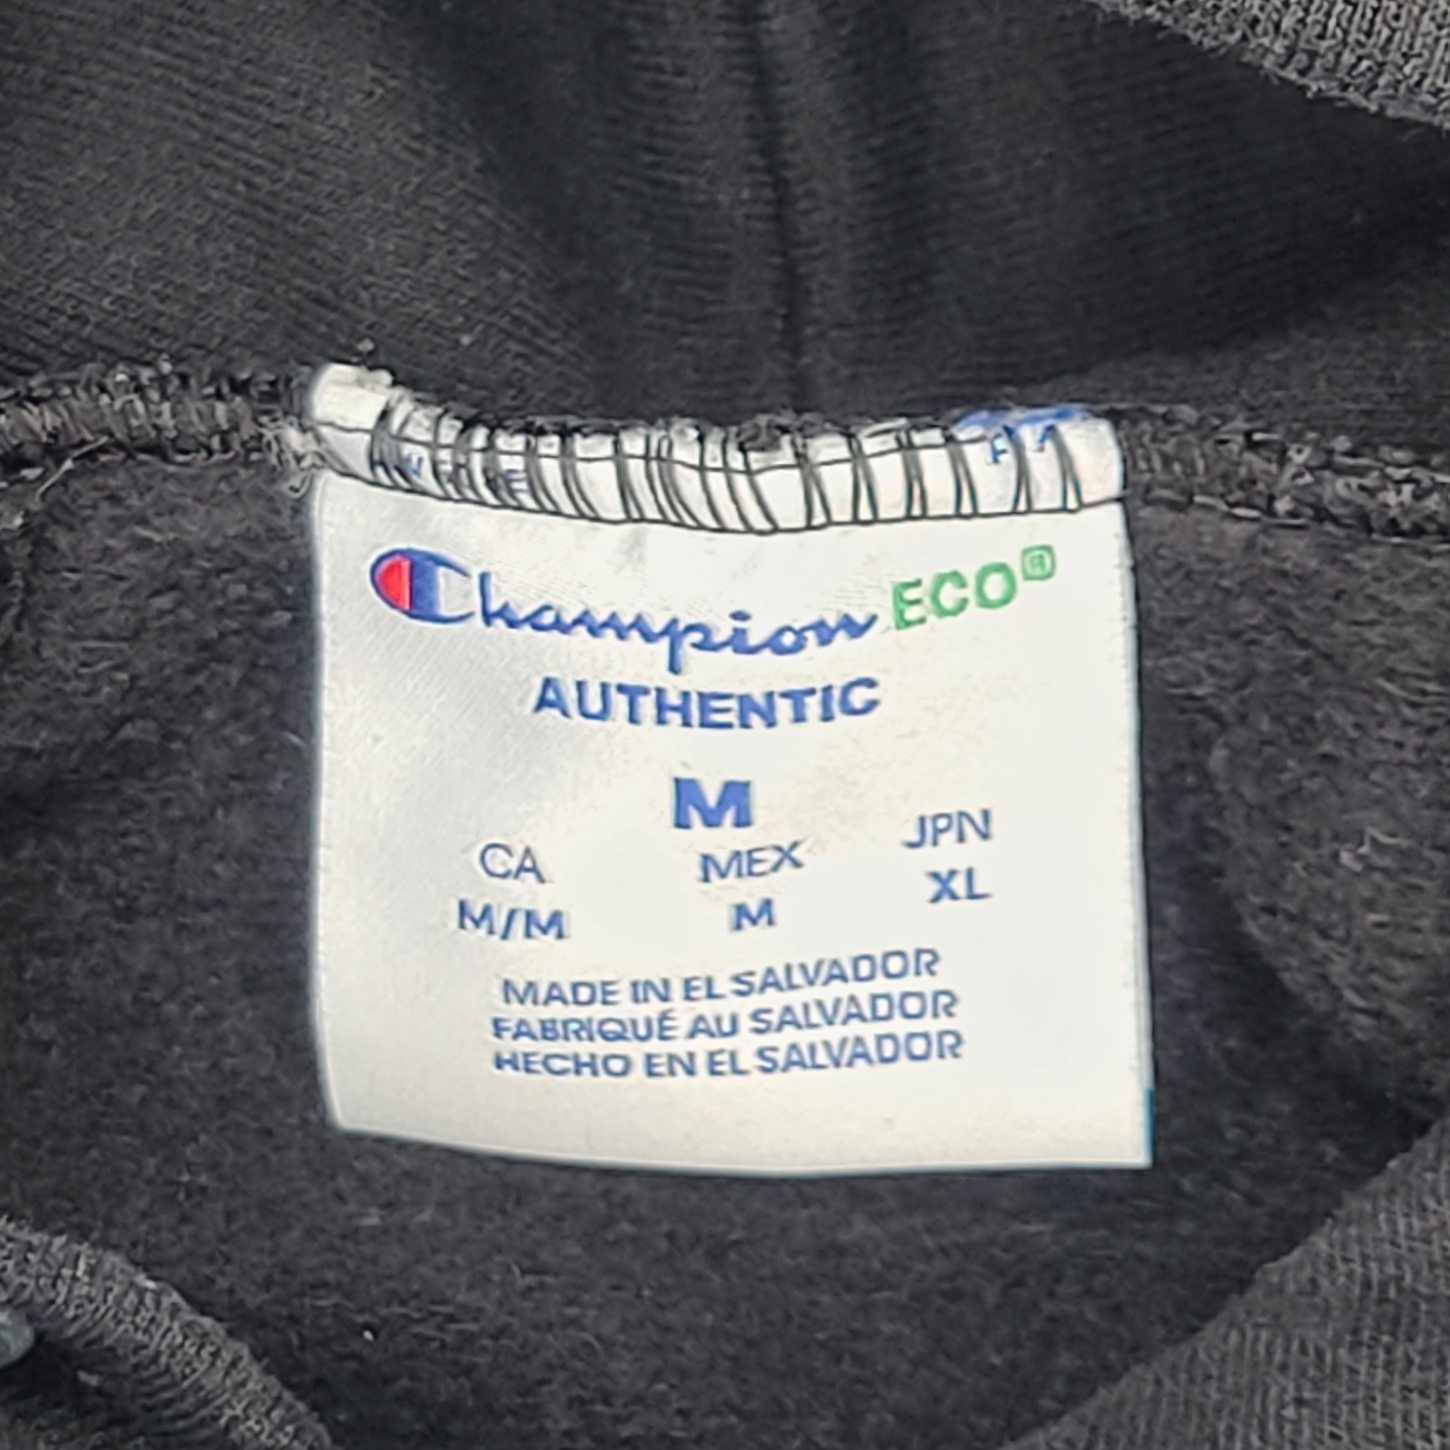 Champion ECO®
AUTHENTIC
M
CA MEX JPN
M/M M XL
MADE IN EL SALVADOR
FABRIQUÉ AU SALVADOR
HECHO EN EL SALVADOR